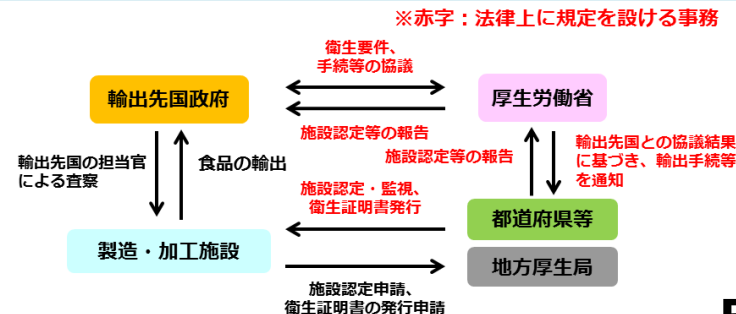 ※赤字：法律上に規定を設ける事務
衛生要件、
手続等の協議
輸出先国政府
厚生労働省
施設認定等の報告
輸出先国の担当官
による査察
食品の輸出
施設認定等の報告
輸出先国との協議結果
に基づき、輸出手続等
を通知
施設認定・監視、
衛生証明書発行
都道府県等
製造・加工施設
地方厚生局
施設認定申請、
衛生証明書の発行申請